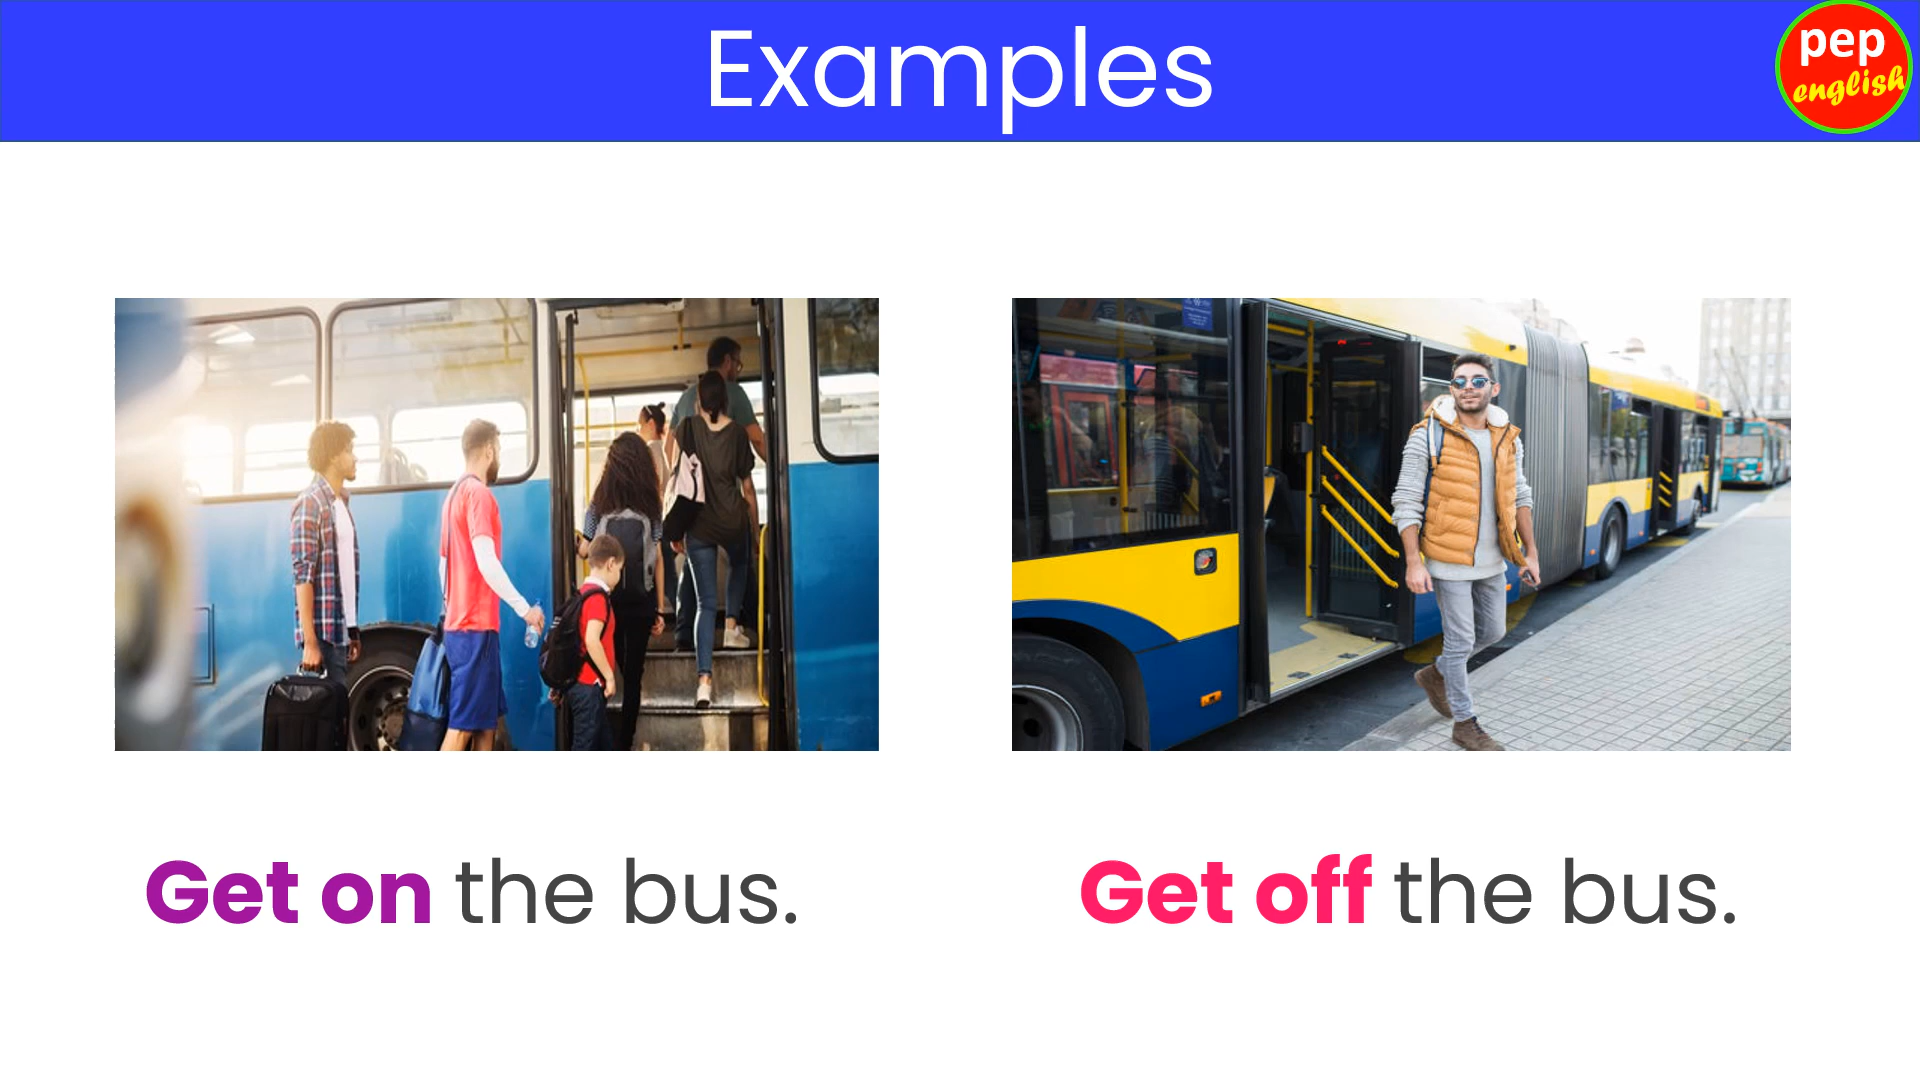 Examples
pep
english
Get on the bus.
Get off the bus.